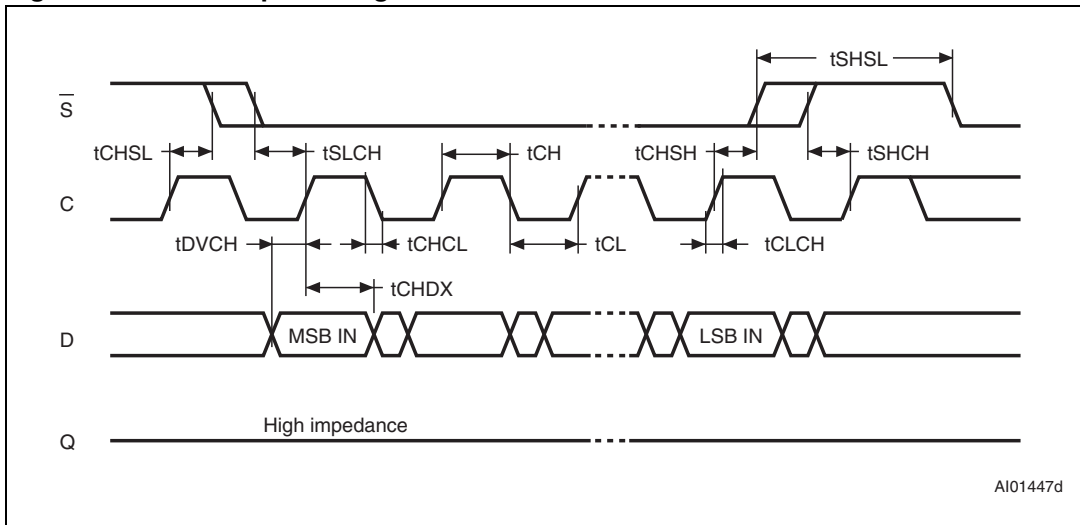 tSHSL
S
tCHSL
tSLCH
tCH
tCHSH
tSHCH
C
tDVCH
tCHCL
tCL
tCLCH
tCHDX
D
MSB IN
LSB IN
High impedance
Q
AI01447d